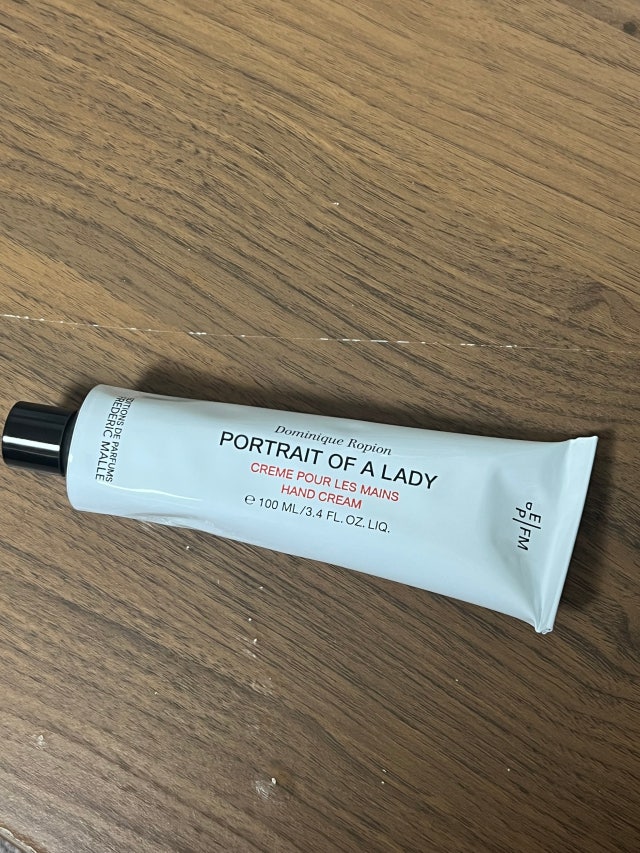 EDITIONS DE PARFUMS
FREDERIC MALLE
Dominique Ropion
PORTRAIT OF A LADY
CREME POUR LES MAINS
HAND CREAM
℮ 100 ML/3.4 FL. OZ. LIQ.
E FM
DP